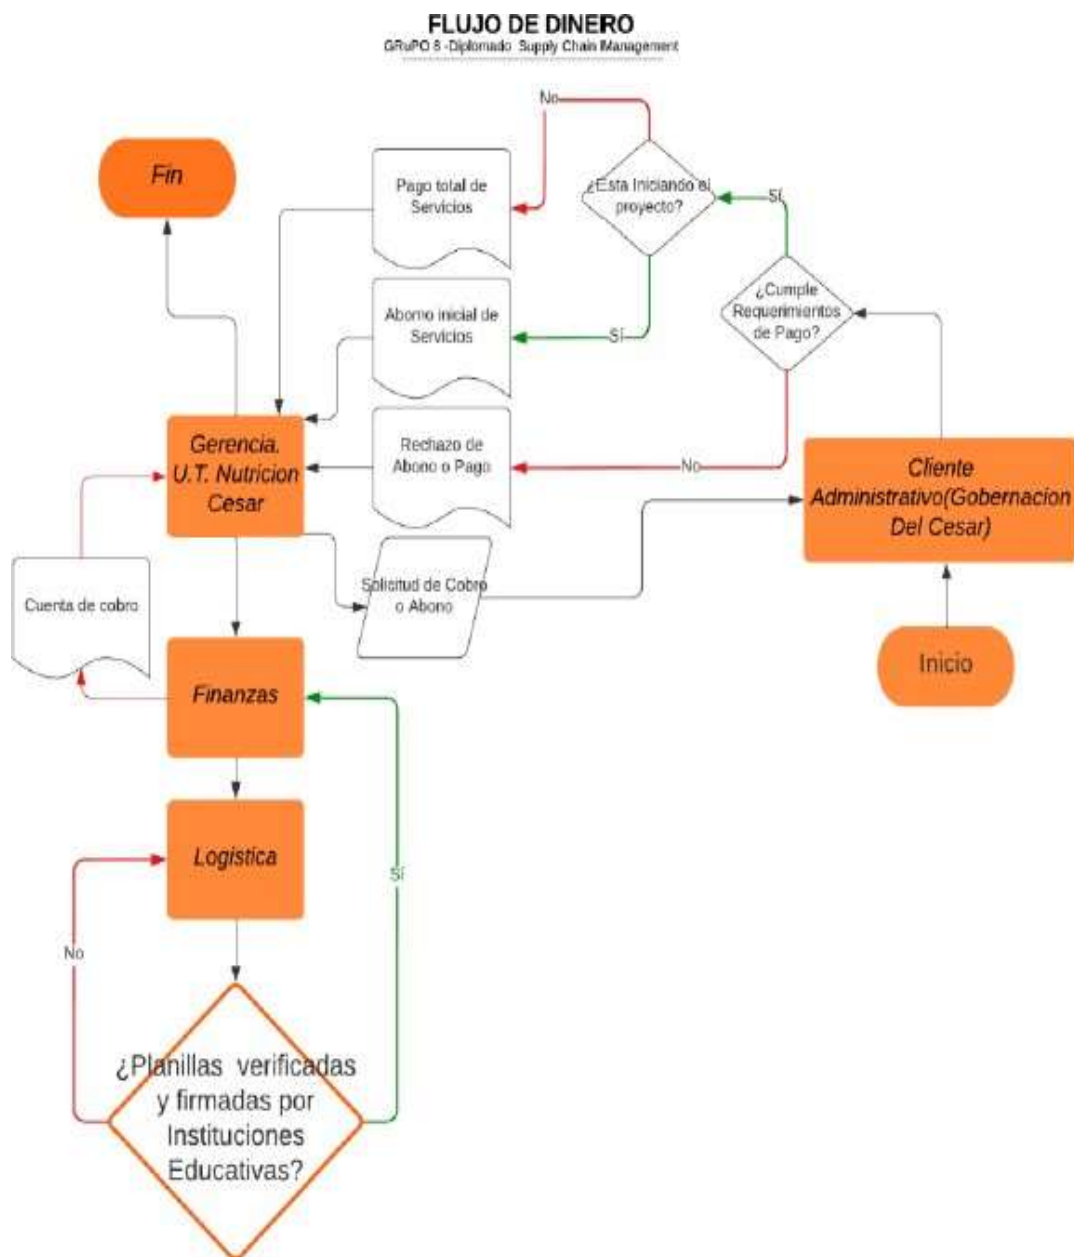 FLUJO DE DINERO
GRuPO 8 -Diplomado Supply Chain Management
No
Fin
Pago total de
Servicios
¿Esta Iniciando el
proyecto?
Sí
Abomo inicial de
Servicios
Sí
¿Cumple
Requerimientos
de Pago?
Gerencia.
U.T. Nutricion
Cesar
Rechazo de
Abono o Pago
No
Cliente
Administrativo(Gobernacion
Del Cesar)
Cuenta de cobro
Solicitud de Cobro
o Abono
Inicio
Finanzas
Logistica
Sí
No
¿Planillas verificadas
y firmadas por
Instituciones
Educativas?